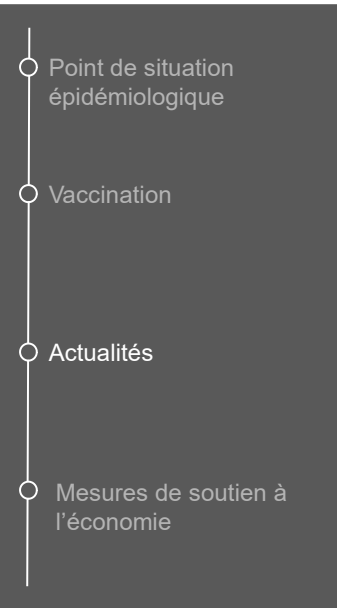 Point de situation
épidémiologique
Vaccination
Actualités
Mesures de soutien à
l’économie